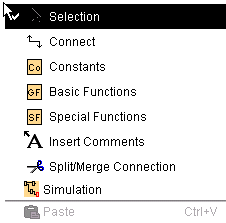 Selection
Connect
Co Constants
GF Basic Functions
SF Special Functions
A Insert Comments
Split/Merge Connection
Simulation
Paste Ctrl+V